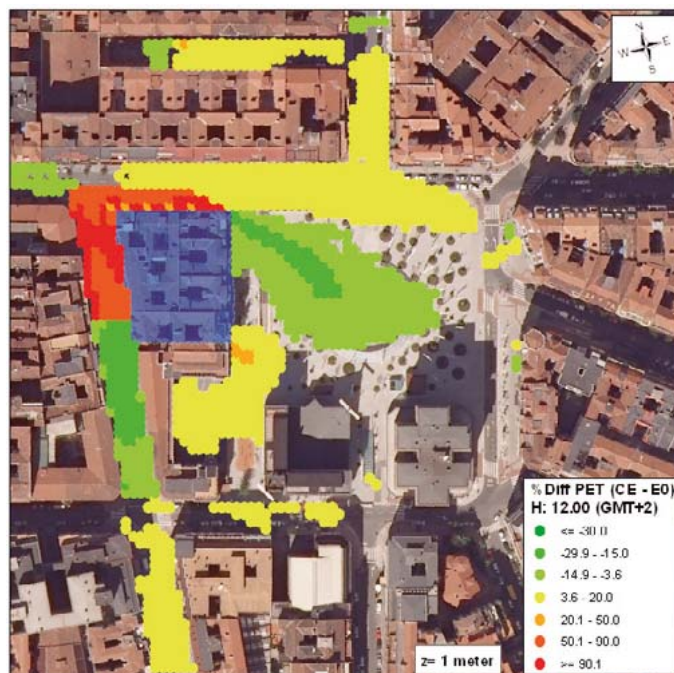 Y
W E
S
% Diff PET (CE - E0)
H: 12.00 (GMT+2)
<= -30.0
-29.9 - -15.0
-14.9 - -3.6
3.6 - 20.0
20.1 - 50.0
50.1 - 90.0
>= 90.1
z= 1 meter